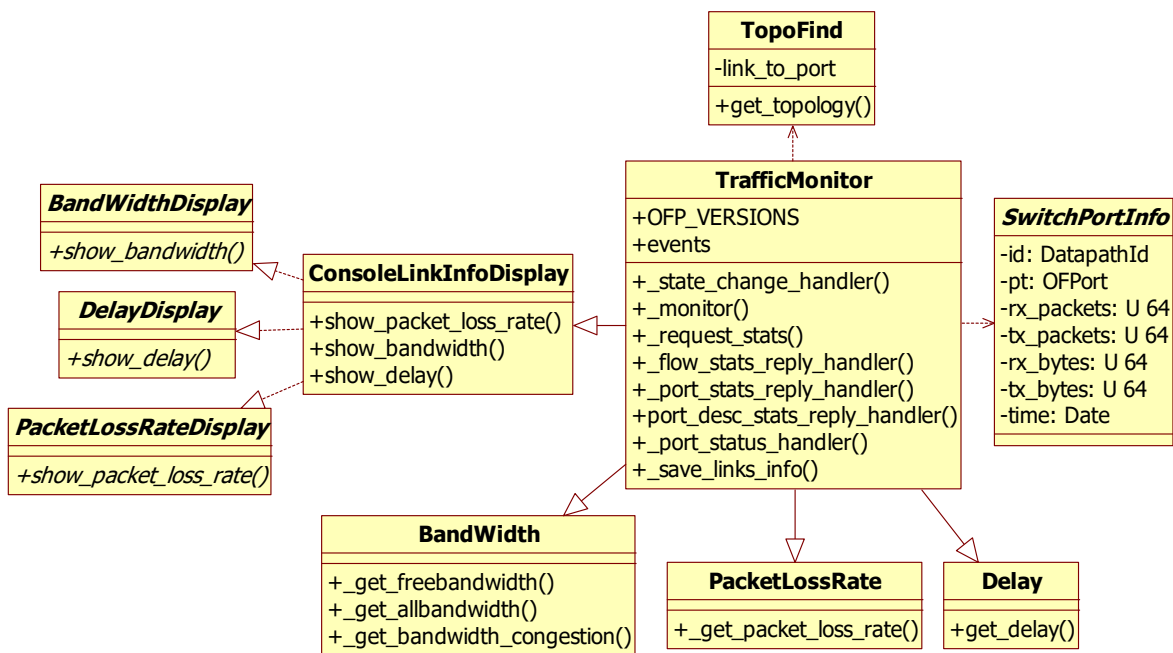 TopoFind
-link_to_port
+get_topology()
TrafficMonitor
+OFP_VERSIONS
+events
+_state_change_handler()
+_monitor()
+_request_stats()
+_flow_stats_reply_handler()
+_port_stats_reply_handler()
+port_desc_stats_reply_handler()
+_port_status_handler()
+_save_links_info()
SwitchPortInfo
-id: DatapathId
-pt: OFPort
-rx_packets: U 64
-tx_packets: U 64
-rx_bytes: U 64
-tx_bytes: U 64
-time: Date
BandWidthDisplay
+show_bandwidth()
DelayDisplay
+show_delay()
PacketLossRateDisplay
+show_packet_loss_rate()
ConsoleLinkInfoDisplay
+show_packet_loss_rate()
+show_bandwidth()
+show_delay()
BandWidth
+_get_freebandwidth()
+_get_allbandwidth()
+_get_bandwidth_congestion()
PacketLossRate
+_get_packet_loss_rate()
Delay
+get_delay()